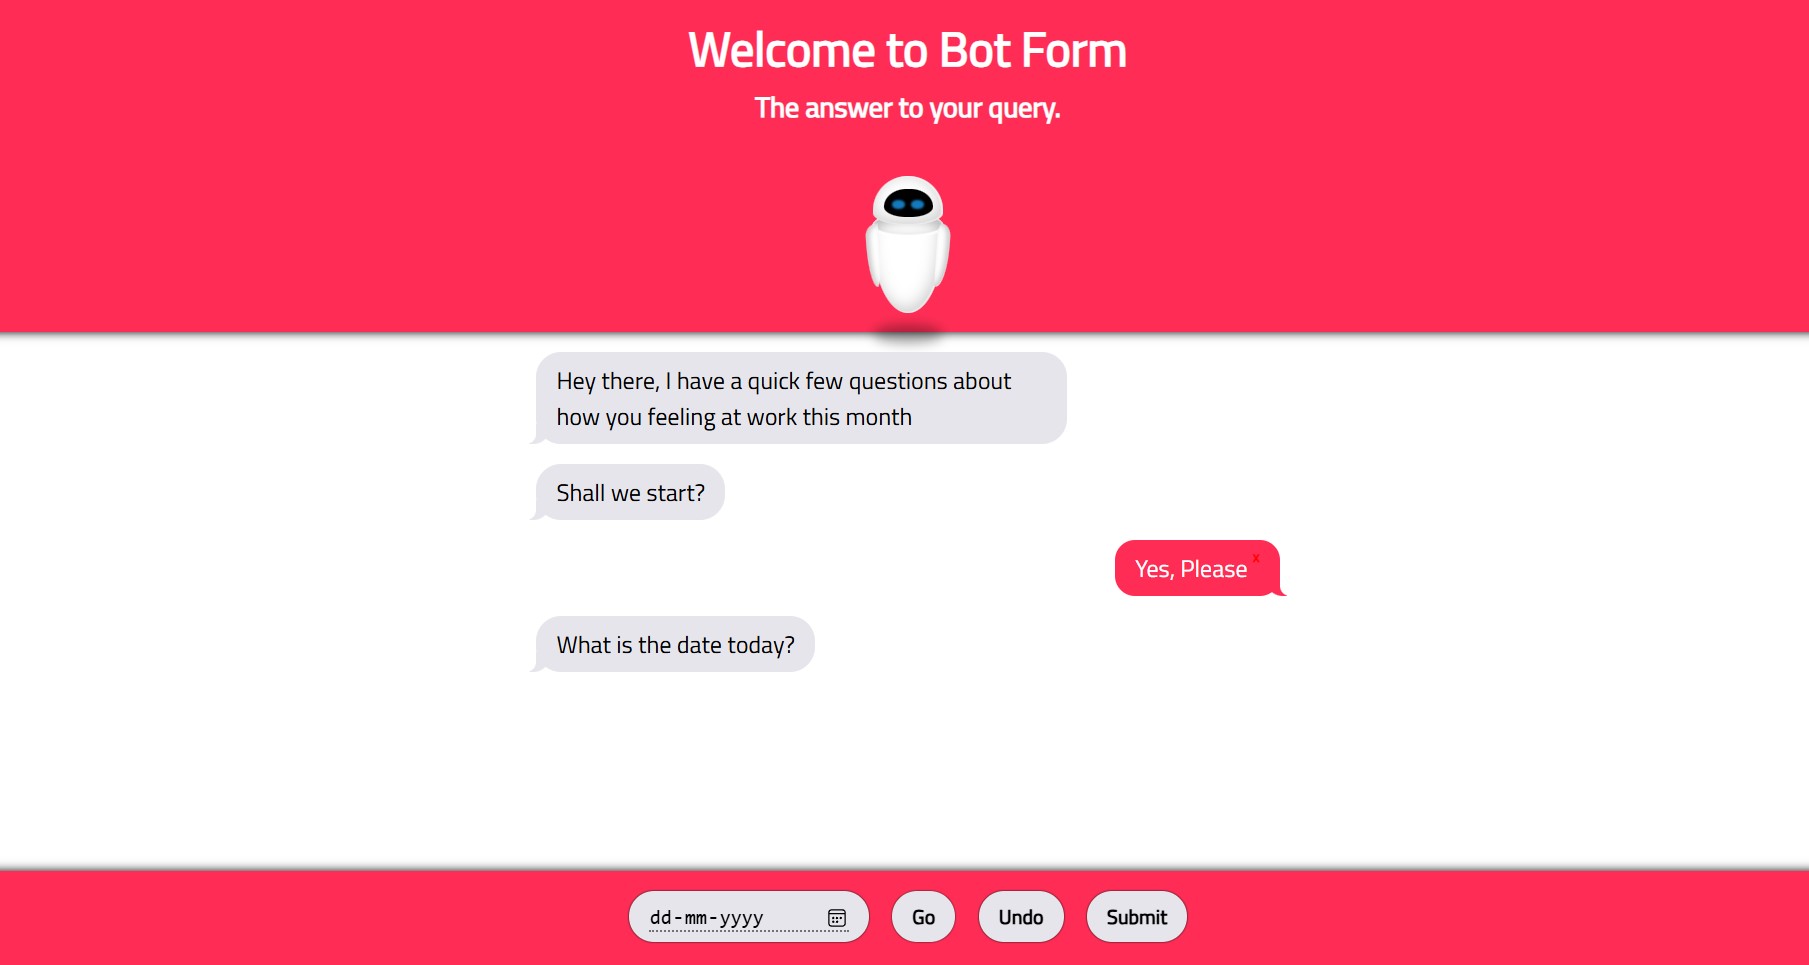 Welcome to Bot Form
The answer to your query.
Hey there, I have a quick few questions about
how you feeling at work this month
Shall we start?
Yes, Please x
What is the date today?
dd-mm-yyyy
Go
Undo
Submit